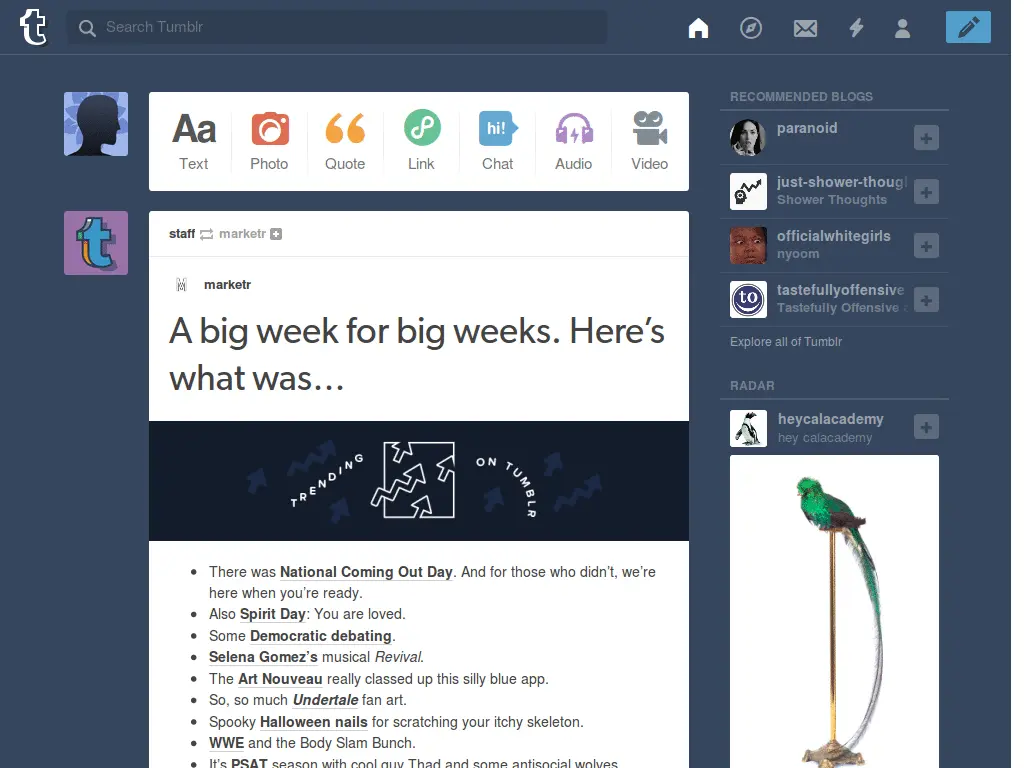 t Search Tumblr
Aa
Text
Photo
Quote
Link
hi!
Chat
Audio
Video
t
staff marketr
marketr
A big week for big weeks. Here’s
what was…
TRENDING
ON TUMBLR
There was National Coming Out Day. And for those who didn’t, we’re
here when you’re ready.
Also Spirit Day: You are loved.
Some Democratic debating.
Selena Gomez’s musical Revival.
The Art Nouveau really classed up this silly blue app.
So, so much Undertale fan art.
Spooky Halloween nails for scratching your itchy skeleton.
WWE and the Body Slam Bunch.
It’s PSAT season with cool guy Thad and some antisocial wolves.
RECOMMENDED BLOGS
paranoid
just-shower-thoug
Shower Thoughts
officialwhitegirls
nyoom
to
tastefullyoffensive
Tastefully Offensive
Explore all of Tumblr
RADAR
heycalacademy
hey calacademy